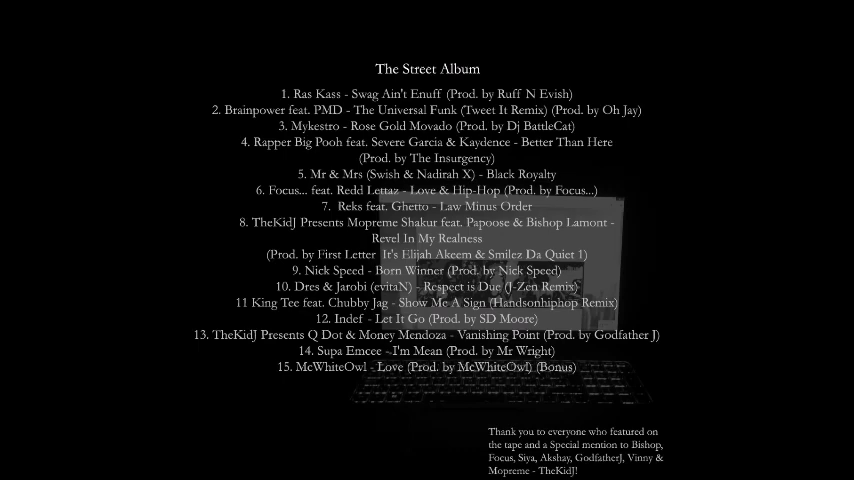 The Street Album
1. Ras Kass - Swag Ain't Enuff (Prod. by Ruff N Evish)
2. Brainpower feat. PMD - The Universal Funk (Tweet It Remix) (Prod. by Oh Jay)
3. Mykestro - Rose Gold Movado (Prod. by Dj BattleCat)
4. Rapper Big Pooh feat. Severe Garcia & Kaydence - Better Than Here
(Prod. by The Insurgency)
5. Mr & Mrs (Swish & Nadirah X) - Black Royalty
6. Focus... feat. Redd Lettaz - Love & Hip-Hop (Prod. by Focus...)
7. Reks feat. Ghetto - Law Minus Order
8. TheKidJ Presents Mopreme Shakur feat. Papoose & Bishop Lamont -
Revel In My Realness
(Prod. by First Letter It's Elijah Akeem & Smilez Da Quiet 1)
9. Nick Speed - Born Winner (Prod. by Nick Speed)
10. Dres & Jarobi (evitaN) - Respect is Due (J-Zen Remix)
11 King Tee feat. Chubby Jag - Show Me A Sign (Handsonhiphop Remix)
12. Indef - Let It Go (Prod. by SD Moore)
13. TheKidJ Presents Q Dot & Money Mendoza - Vanishing Point (Prod. by Godfather J)
14. Supa Emcee - I'm Mean (Prod. by Mr Wright)
15. McWhiteOwl - Love (Prod. by McWhiteOwl) (Bonus)
Thank you to everyone who featured on
the tape and a Special mention to Bishop,
Focus, Siya, Akshay, GodfatherJ, Vinny &
Mopreme - TheKidJ!